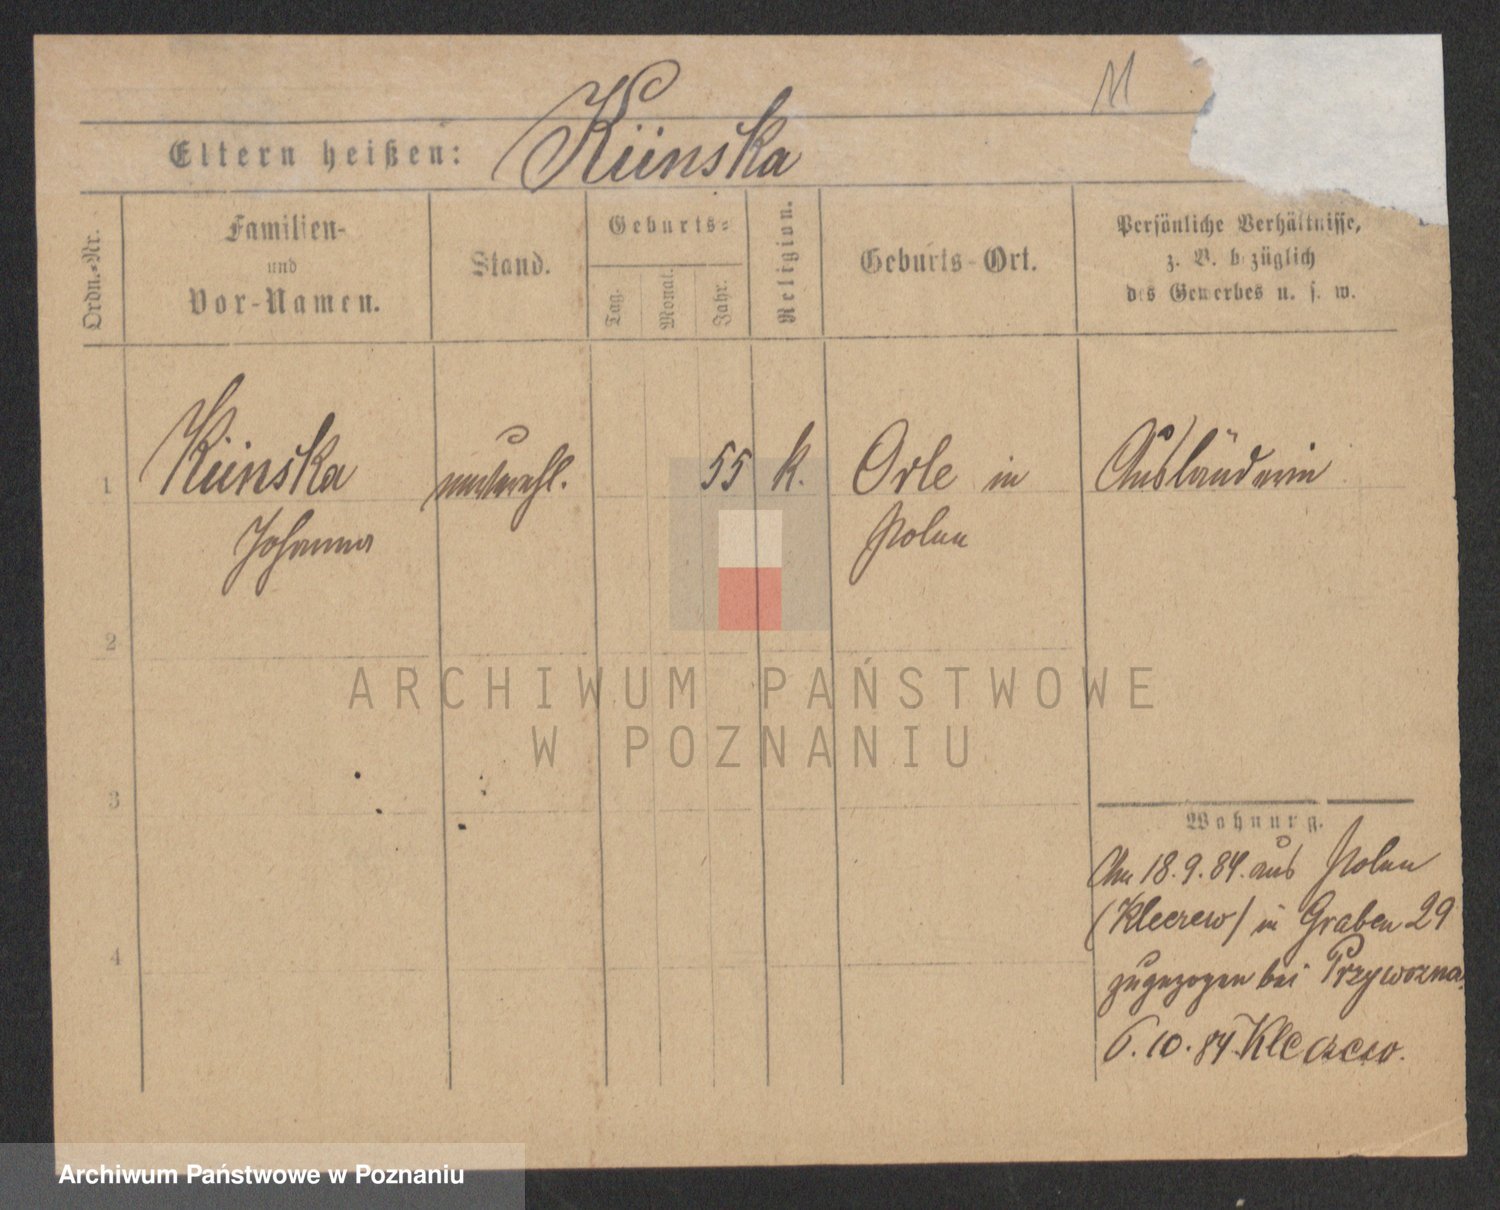 11
Eltern heißen: Kiinska
Ordn.-Nr.
Familien-
und
Vor-Namen.
Stand.
Geburts-
Tag.
Monat.
Jahr.
Religion.
Geburts-Ort.
Persönliche Verhältnisse,
z. B. bezüglich
des Gewerbes u. s. w.
1 Kiinska unverehl. 55 k. Orle in Ausländerin
Johanna Polen
2
ARCHIWUM PAŃSTWOWE
W POZNANIU
3
Wohnung.
Am 18.9.84. aus Polen
(Kleczew) in Graben 29
4
zugezogen bei Przywozna.
6.10.84 Kleczew.
Archiwum Państwowe w Poznaniu